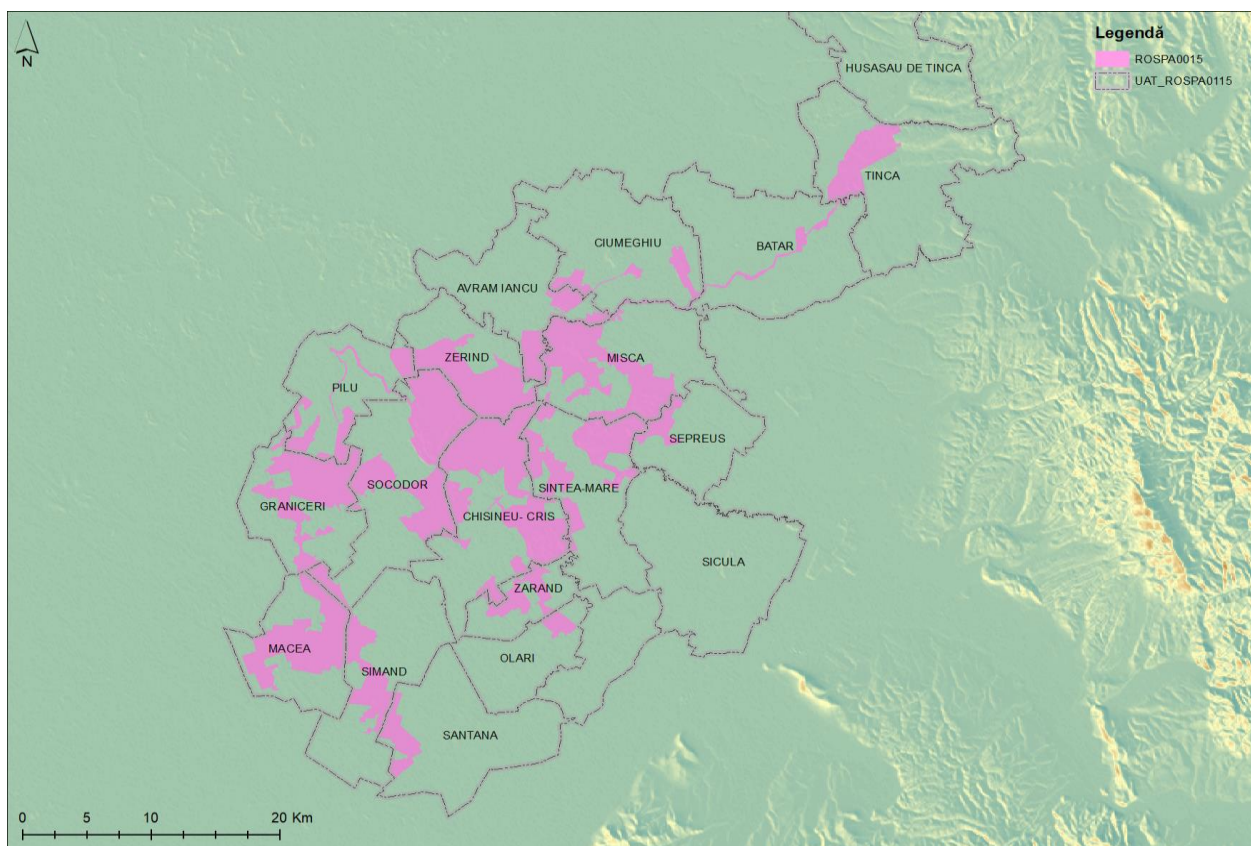 N
Legendă
ROSPA0015
UAT_ROSPA0115
HUSASAU DE TINCA
TINCA
CIUMEGHIU
BATAR
AVRAM IANCU
ZERIND
MISCA
PILU
SEPREUS
SOCODOR
SINTEA-MARE
GRANICERI
CHISINEU- CRIS
SICULA
ZARAND
MACEA
OLARI
SIMAND
SANTANA
0 5 10 20 Km